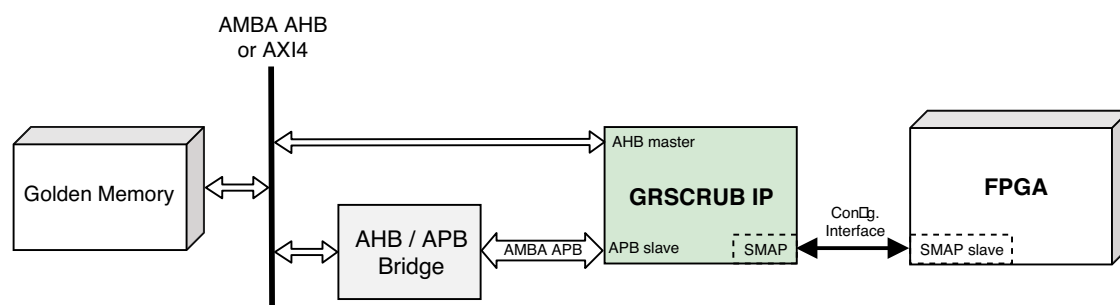 AMBA AHB
or AXI4
Golden Memory
AHB / APB
Bridge
AMBA APB
AHB master
GRSCRUB IP
APB slave
SMAP
Interface
FPGA
SMAP slave